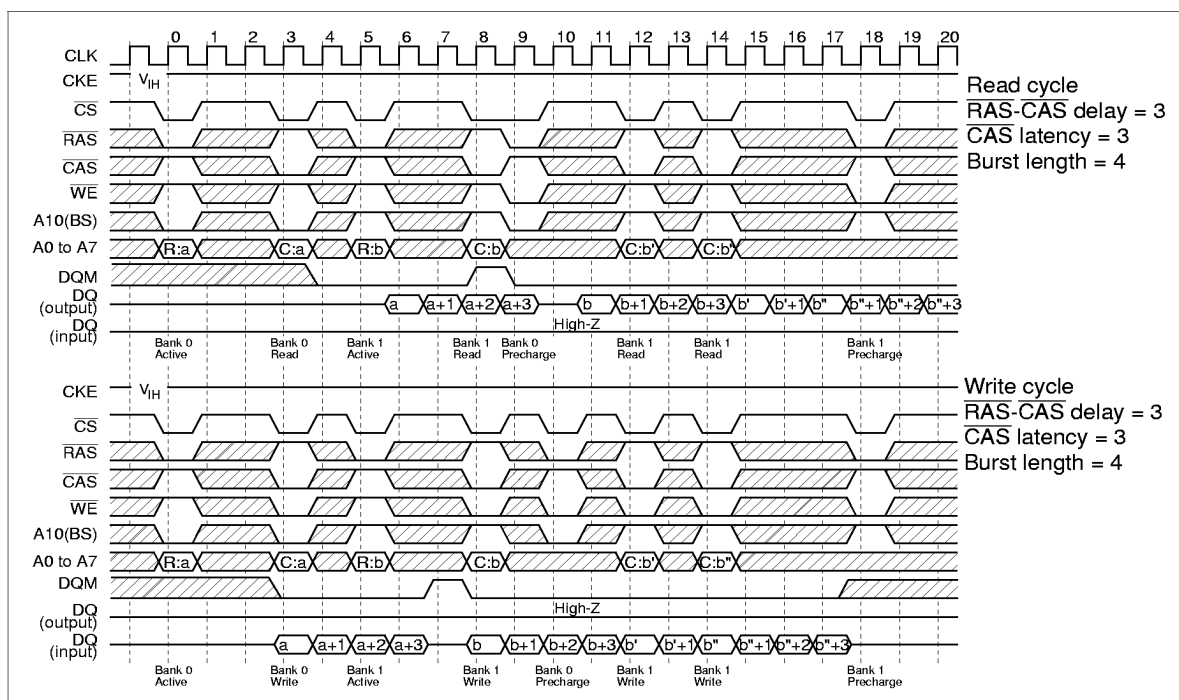 0 1 2 3 4 5 6 7 8 9 10 11 12 13 14 15 16 17 18 19 20
CLK
CKE VIH
CS
RAS
CAS
WE
A10(BS)
A0 to A7 R:a C:a R:b C:b C:b' C:b"
DQM
DQ (output) a a+1 a+2 a+3 b b+1 b+2 b+3 b' b'+1 b" b"+1 b"+2 b"+3
DQ (input) High-Z
Bank 0 Active
Bank 0 Read
Bank 1 Active
Bank 1 Read
Bank 0 Precharge
Bank 1 Read
Bank 1 Read
Bank 1 Precharge
Read cycle
RAS-CAS delay = 3
CAS latency = 3
Burst length = 4
CKE VIH
CS
RAS
CAS
WE
A10(BS)
A0 to A7 R:a C:a R:b C:b C:b' C:b"
DQM
DQ (output) High-Z
DQ (input) a a+1 a+2 a+3 b b+1 b+2 b+3 b' b'+1 b" b"+1 b"+2 b"+3
Bank 0 Active
Bank 0 Write
Bank 1 Active
Bank 1 Write
Bank 0 Precharge
Bank 1 Write
Bank 1 Write
Bank 1 Precharge
Write cycle
RAS-CAS delay = 3
CAS latency = 3
Burst length = 4